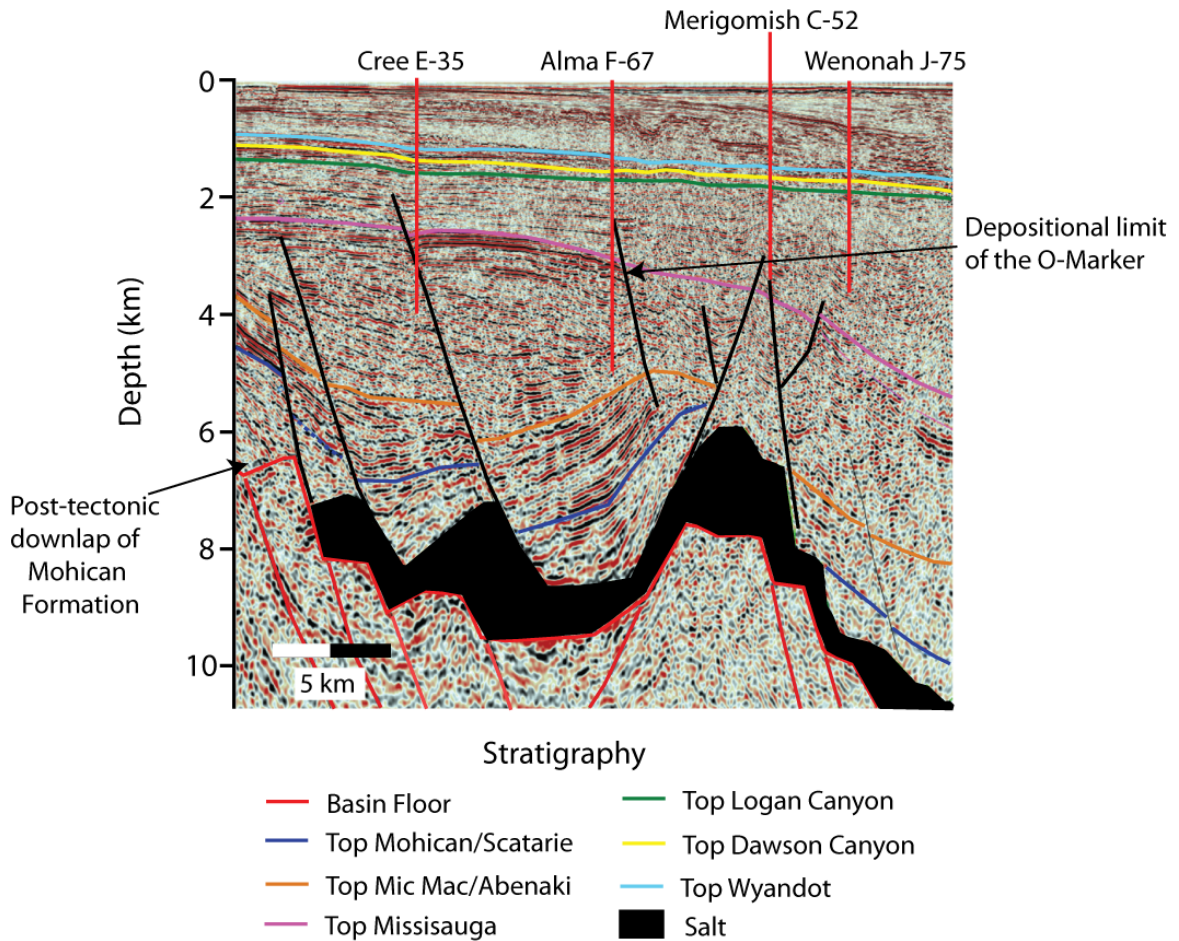 Merigomish C-52
Cree E-35
Alma F-67
Wenonah J-75
0
2
4
6
8
10
Depth (km)
Depositional limit
of the O-Marker
Post-tectonic
downlap of
Mohican
Formation
5 km
Stratigraphy
Basin Floor
Top Mohican/Scatarie
Top Mic Mac/Abenaki
Top Missisauga
Top Logan Canyon
Top Dawson Canyon
Top Wyandot
Salt